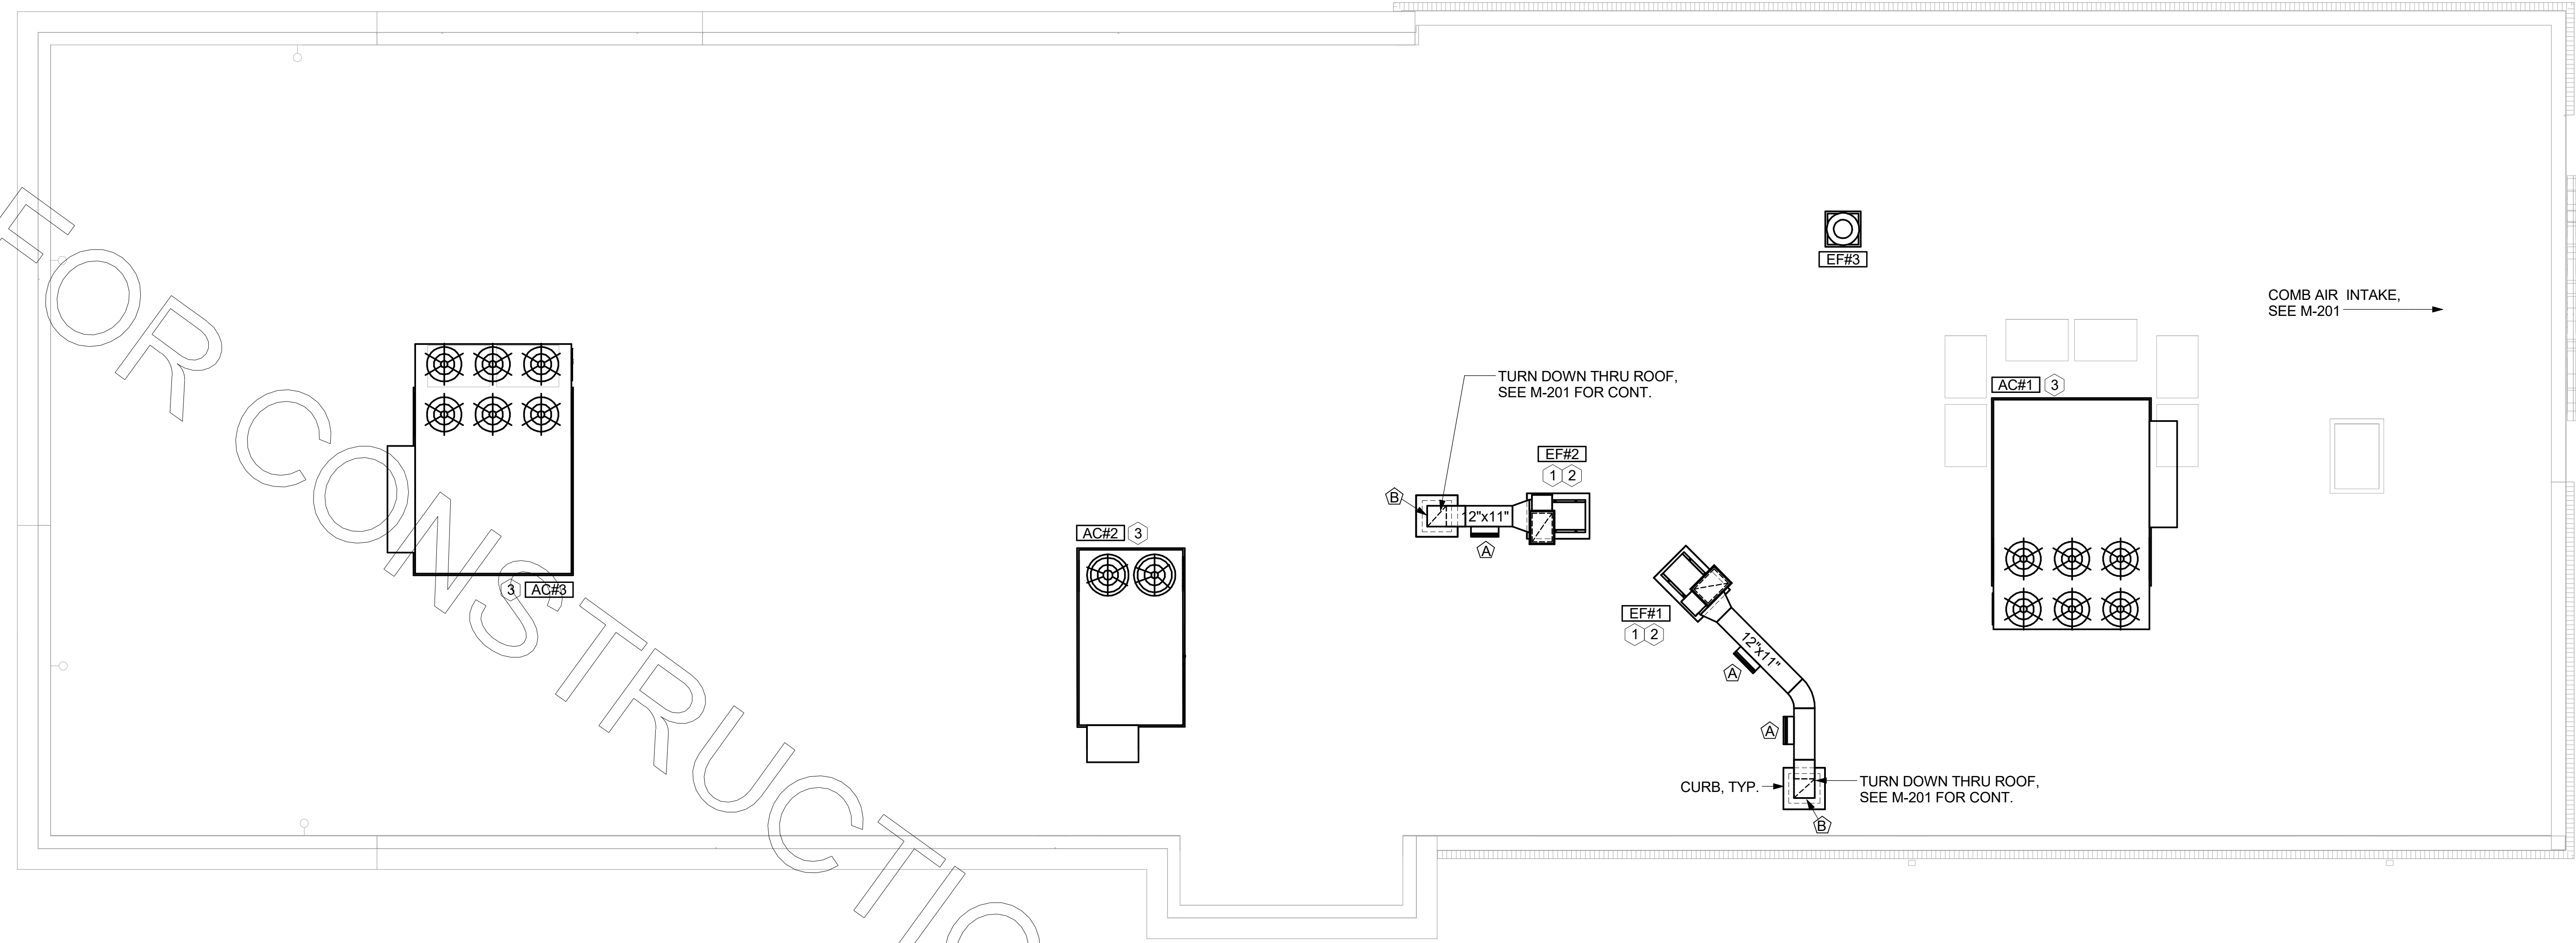 EF#3
COMB AIR INTAKE,
SEE M-201
TURN DOWN THRU ROOF,
SEE M-201 FOR CONT.
AC#1 3
EF#2
1 2
B
12"x11"
A
AC#2 3
3 AC#3
EF#1
1 2
12"x11"
A
A
CURB, TYP.
TURN DOWN THRU ROOF,
SEE M-201 FOR CONT.
B
FOR CONSTRUCTIO